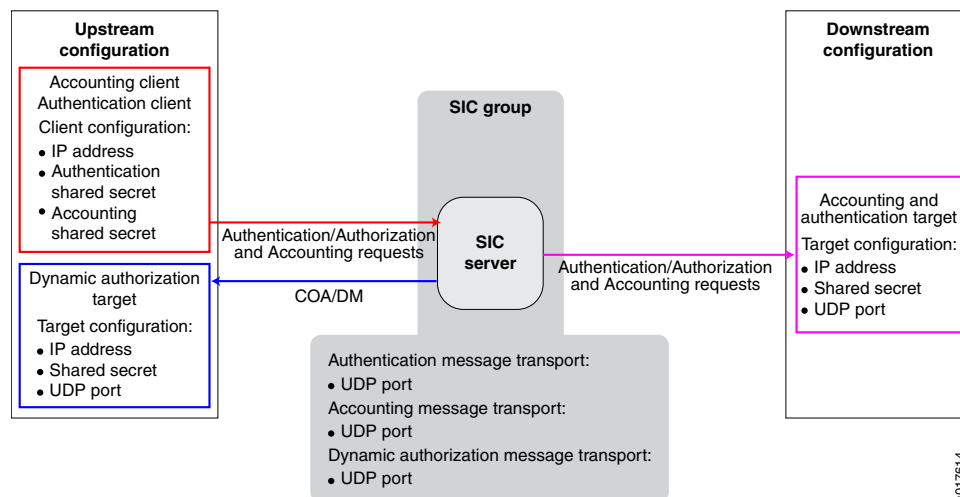 Upstream
configuration
Accounting client
Authentication client
Client configuration:
• IP address
• Authentication
shared secret
• Accounting
shared secret
Dynamic authorization
target
Target configuration:
• IP address
• Shared secret
• UDP port
Authentication/Authorization
and Accounting requests
COA/DM
SIC group
SIC
server
Authentication message transport:
• UDP port
Accounting message transport:
• UDP port
Dynamic authorization message transport:
• UDP port
Authentication/Authorization
and Accounting requests
Downstream
configuration
Accounting and
authentication target
Target configuration:
• IP address
• Shared secret
• UDP port